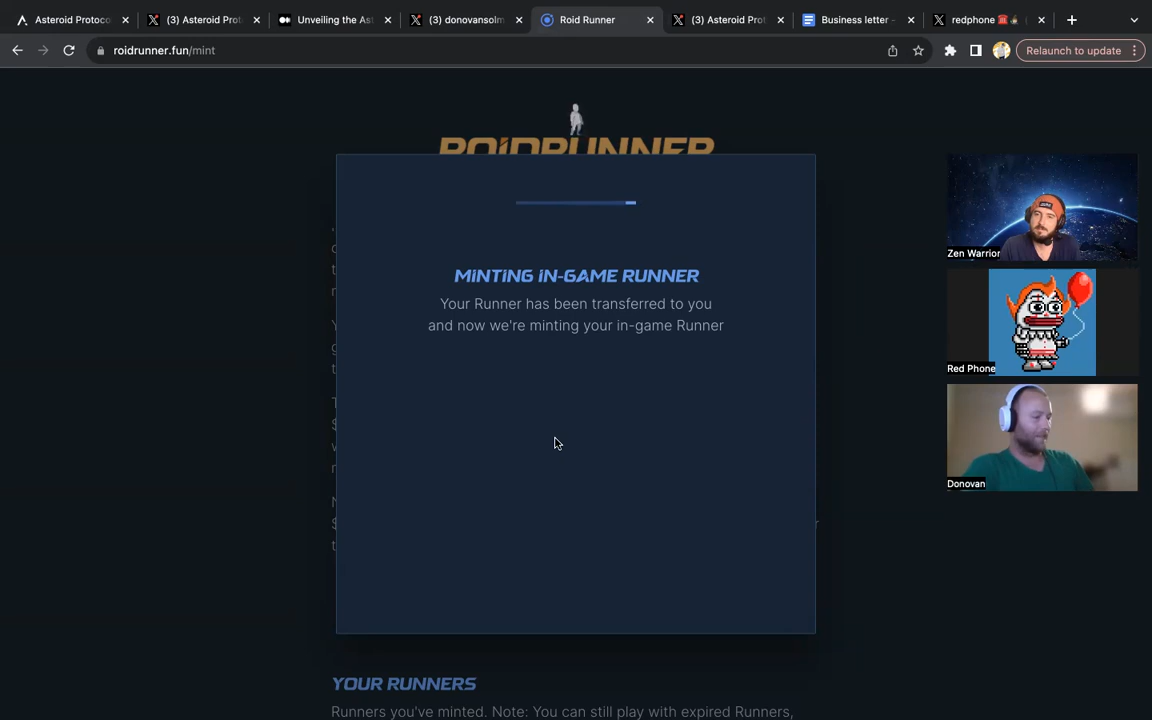 Asteroid Protoco
(3) Asteroid Prot
Unveiling the Ast
(3) donovansolm
Roid Runner
(3) Asteroid Prot
Business letter -
redphone
roidrunner.fun/mint
Relaunch to update
ROIDRUNNER
MINTING IN-GAME RUNNER
Your Runner has been transferred to you
and now we're minting your in-game Runner
Zen Warrior
Red Phone
Donovan
YOUR RUNNERS
Runners you've minted. Note: You can still play with expired Runners,